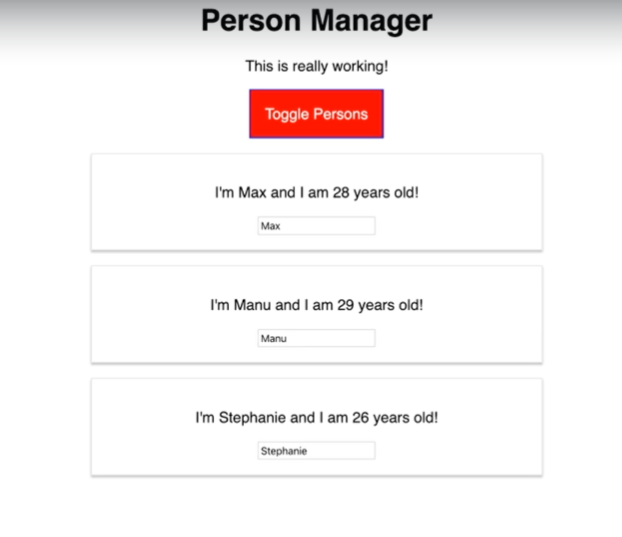 Person Manager
This is really working!
Toggle Persons
I'm Max and I am 28 years old!
Max
I'm Manu and I am 29 years old!
Manu
I'm Stephanie and I am 26 years old!
Stephanie